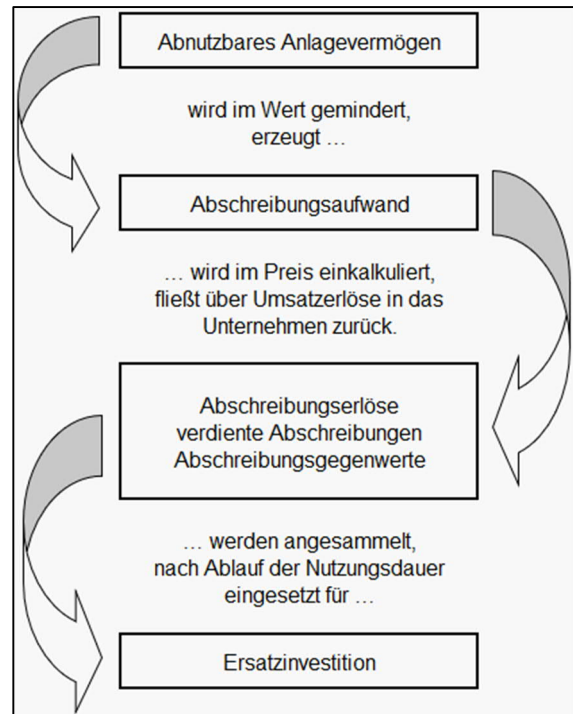 Abnutzbares Anlagevermögen
wird im Wert gemindert,
erzeugt …
Abschreibungsaufwand
… wird im Preis einkalkuliert,
fließt über Umsatzerlöse in das
Unternehmen zurück.
Abschreibungserlöse
verdiente Abschreibungen
Abschreibungsgegenwerte
… werden angesammelt,
nach Ablauf der Nutzungsdauer
eingesetzt für …
Ersatzinvestition